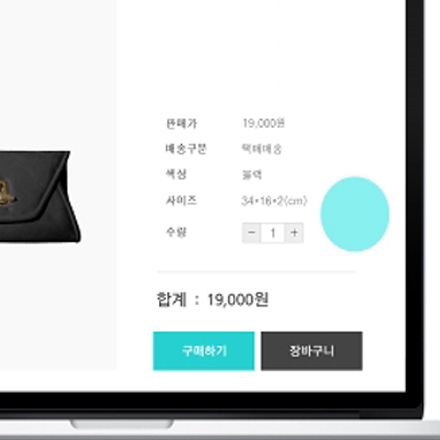 판매가 19,000원
배송구분 택배배송
색상 블랙
사이즈 34*16*2(cm)
수량 − 1 +
합계 : 19,000원
구매하기 장바구니